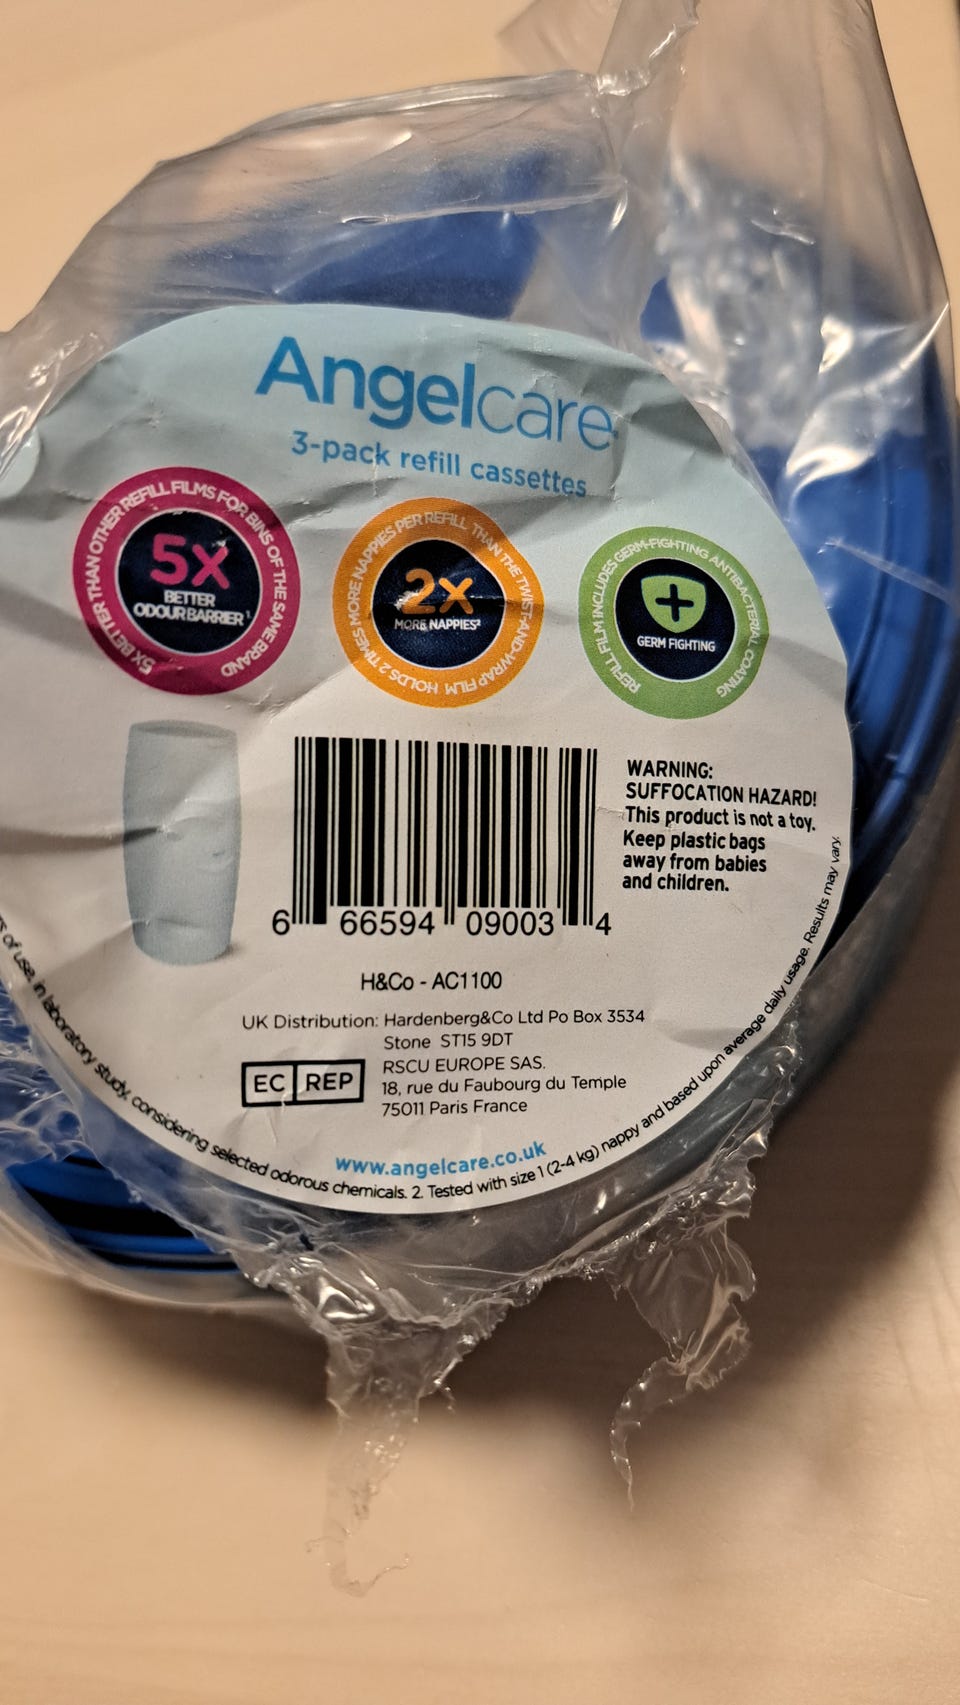 Angelcare
3-pack refill cassettes
5X BETTER THAN OTHER REFILL FILMS FOR BINS OF THE SAME BRAND
5X
BETTER
ODOUR BARRIER¹
HOLDS 2 TIMES MORE NAPPIES PER REFILL THAN THE TWIST-AND-WRAP FILM
2X
MORE NAPPIES²
REFILL FILM INCLUDES GERM-FIGHTING ANTIBACTERIAL COATING
GERM FIGHTING
6 66594 09003 4
WARNING:
SUFFOCATION HAZARD!
This product is not a toy.
Keep plastic bags
away from babies
and children.
H&Co - AC1100
UK Distribution: Hardenberg&Co Ltd Po Box 3534
Stone ST15 9DT
EC REP
RSCU EUROPE SAS.
18, rue du Faubourg du Temple
75011 Paris France
www.angelcare.co.uk
of use, in laboratory study, considering selected odorous chemicals. 2. Tested with size 1 (2-4 kg) nappy and based upon average daily usage. Results may vary.